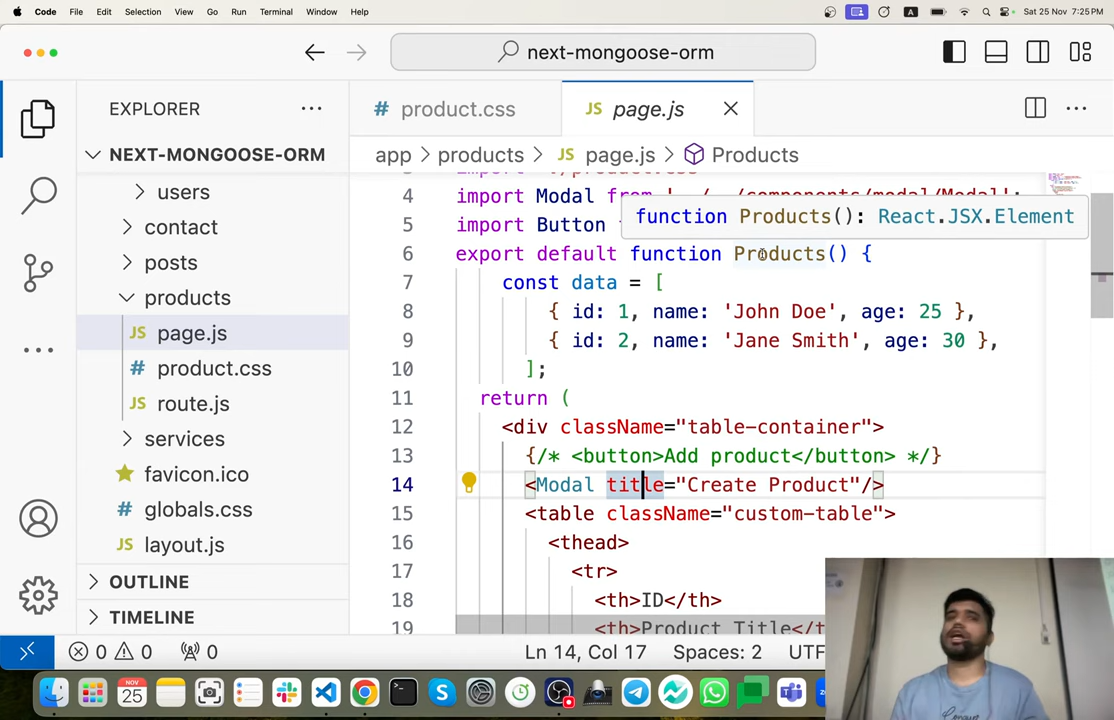 Code File Edit Selection View Go Run Terminal Window Help A Sat 25 Nov 7:25 PM
next-mongoose-orm
EXPLORER
# product.css JS page.js
app > products > JS page.js > Products
NEXT-MONGOOSE-ORM
users
contact
posts
products
JS page.js
# product.css
JS route.js
services
favicon.ico
# globals.css
JS layout.js
OUTLINE
TIMELINE
4 import Modal
5 import Button
function Products(): React.JSX.Element
6 export default function Products() {
7 const data = [
8 { id: 1, name: 'John Doe', age: 25 },
9 { id: 2, name: 'Jane Smith', age: 30 },
10 ];
11 return (
12 <div className="table-container">
13 {/* <button>Add product</button> */}
14 <Modal title="Create Product"/>
15 <table className="custom-table">
16 <thead>
17 <tr>
18 <th>ID</th>
19 <th>Product Title</t
0 0 0 Ln 14, Col 17 Spaces: 2 UTF
NOV
25